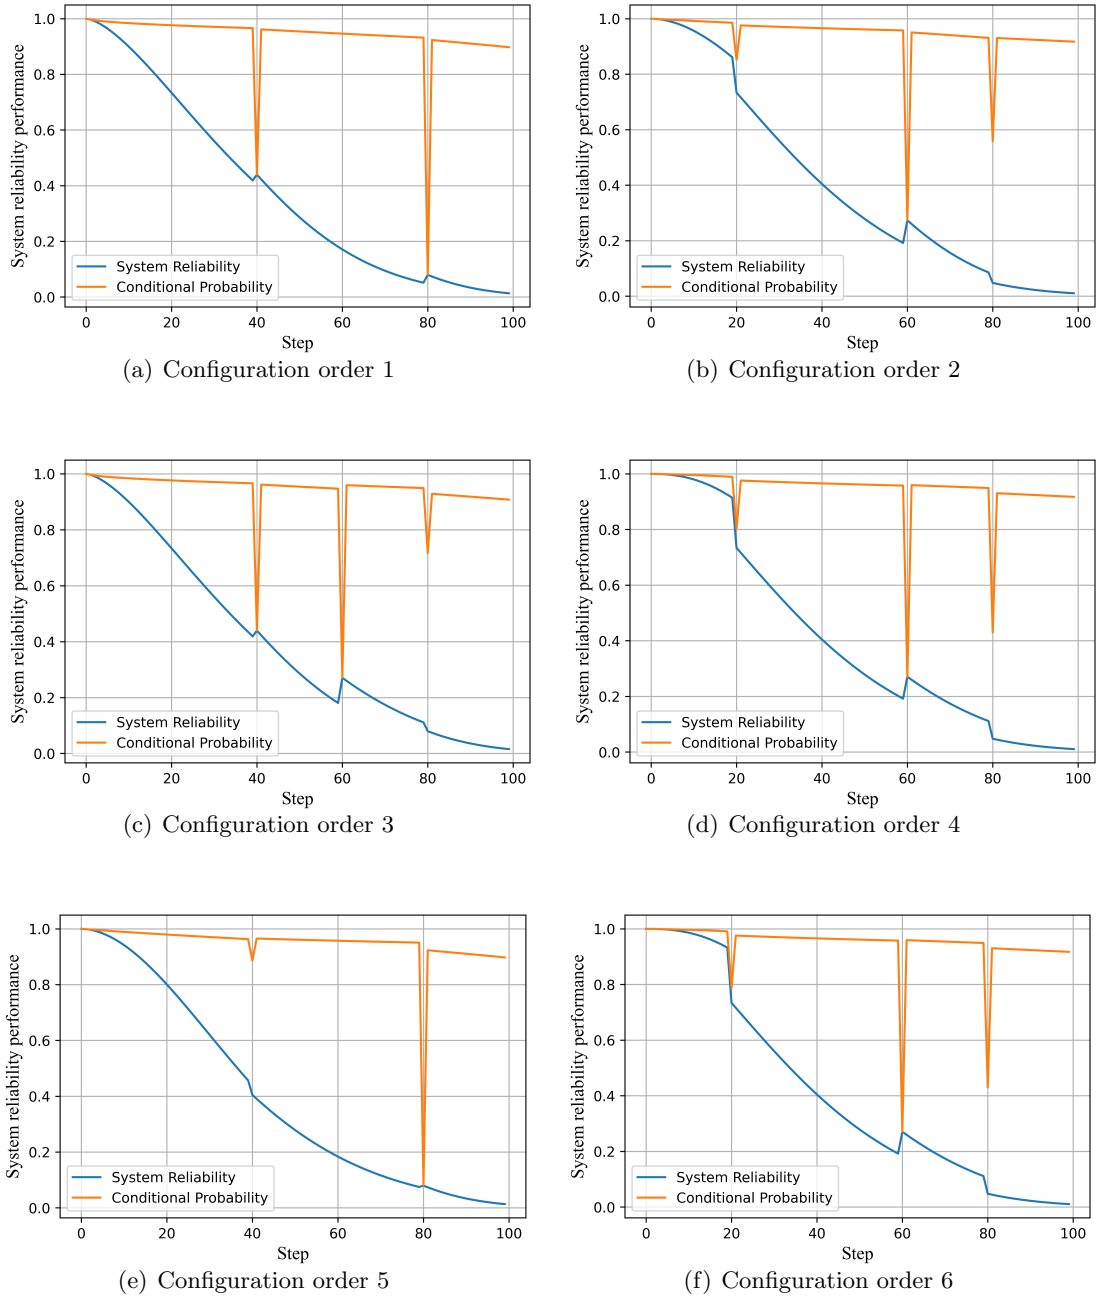 System reliability performance
1.0
0.8
0.6
0.4
0.2
0.0
System Reliability
Conditional Probability
0 20 40 60 80 100
Step
(a) Configuration order 1
System reliability performance
1.0
0.8
0.6
0.4
0.2
0.0
System Reliability
Conditional Probability
0 20 40 60 80 100
Step
(b) Configuration order 2
System reliability performance
1.0
0.8
0.6
0.4
0.2
0.0
System Reliability
Conditional Probability
0 20 40 60 80 100
Step
(c) Configuration order 3
System reliability performance
1.0
0.8
0.6
0.4
0.2
0.0
System Reliability
Conditional Probability
0 20 40 60 80 100
Step
(d) Configuration order 4
System reliability performance
1.0
0.8
0.6
0.4
0.2
0.0
System Reliability
Conditional Probability
0 20 40 60 80 100
Step
(e) Configuration order 5
System reliability performance
1.0
0.8
0.6
0.4
0.2
0.0
System Reliability
Conditional Probability
0 20 40 60 80 100
Step
(f) Configuration order 6